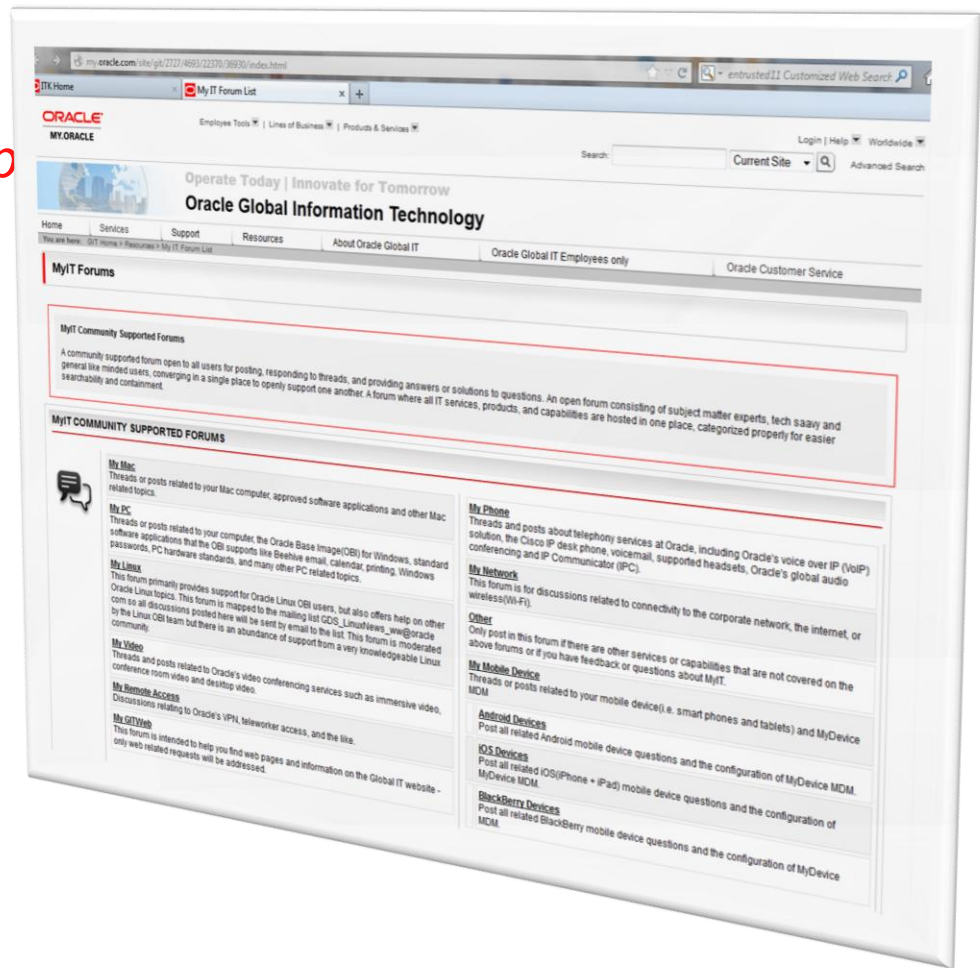 my.oracle.com/site/git/2727/4693/22370/36930/index.html
entrusted11 Customized Web Search
ITK Home
My IT Forum List
ORACLE
MY.ORACLE
Employee Tools | Lines of Business | Products & Services
Login | Help Worldwide
Search: Current Site Advanced Search
Operate Today | Innovate for Tomorrow
Oracle Global Information Technology
Home Services Support Resources About Oracle Global IT Oracle Global IT Employees only Oracle Customer Service
You are here: GIT Home > Resources > My IT Forum List
MyIT Forums
MyIT Community Supported Forums
A community supported forum open to all users for posting, responding to threads, and providing answers or solutions to questions. An open forum consisting of subject matter experts, tech saavy and
general like minded users, converging in a single place to openly support one another. A forum where all IT services, products, and capabilities are hosted in one place, categorized properly for easier
searchability and containment.
MyIT COMMUNITY SUPPORTED FORUMS
My Mac
Threads or posts related to your Mac computer, approved software applications and other Mac
related topics.
My PC
Threads or posts related to your computer, the Oracle Base Image(OBI) for Windows, standard
software applications that the OBI supports like Beehive email, calendar, printing, Windows
passwords, PC hardware standards, and many other PC related topics.
My Linux
This forum primarily provides support for Oracle Linux OBI users, but also offers help on other
Oracle Linux topics. This forum is mapped to the mailing list GDS_LinuxNews_ww@oracle
com so all discussions posted here will be sent by email to the list. This forum is moderated
by the Linux OBI team but there is an abundance of support from a very knowledgeable Linux
community.
My Video
Threads and posts related to Oracle's video conferencing services such as immersive video,
conference room video and desktop video.
My Remote Access
Discussions relating to Oracle's VPN, teleworker access, and the like.
My GITWeb
This forum is intended to help you find web pages and information on the Global IT website -
only web related requests will be addressed.
My Phone
Threads and posts about telephony services at Oracle, including Oracle's voice over IP (VoIP)
solution, the Cisco IP desk phone, voicemail, supported headsets, Oracle's global audio
conferencing and IP Communicator (IPC).
My Network
This forum is for discussions related to connectivity to the corporate network, the internet, or
wireless(Wi-Fi).
Other
Only post in this forum if there are other services or capabilities that are not covered on the
above forums or if you have feedback or questions about MyIT.
My Mobile Device
Threads or posts related to your mobile device(i.e. smart phones and tablets) and MyDevice
MDM
Android Devices
Post all related Android mobile device questions and the configuration of MyDevice MDM.
iOS Devices
Post all related iOS(iPhone + iPad) mobile device questions and the configuration of
MyDevice MDM.
BlackBerry Devices
Post all related BlackBerry mobile device questions and the configuration of MyDevice
MDM.